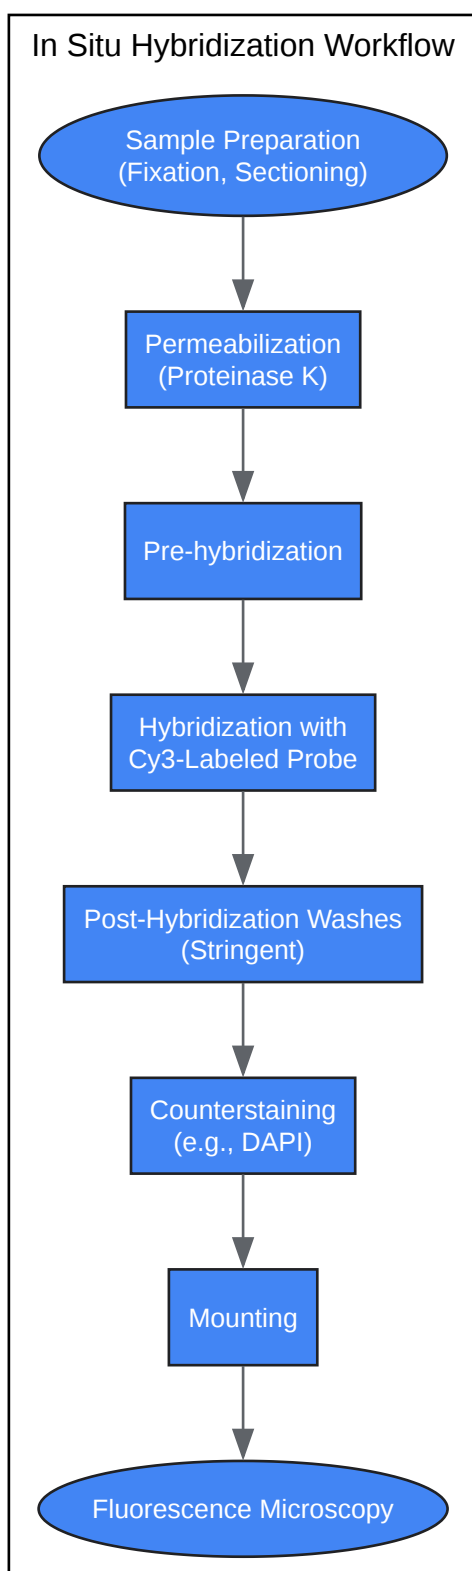 In Situ Hybridization Workflow
Sample Preparation
(Fixation, Sectioning)
Permeabilization
(Proteinase K)
Pre-hybridization
Hybridization with
Cy3-Labeled Probe
Post-Hybridization Washes
(Stringent)
Counterstaining
(e.g., DAPI)
Mounting
Fluorescence Microscopy